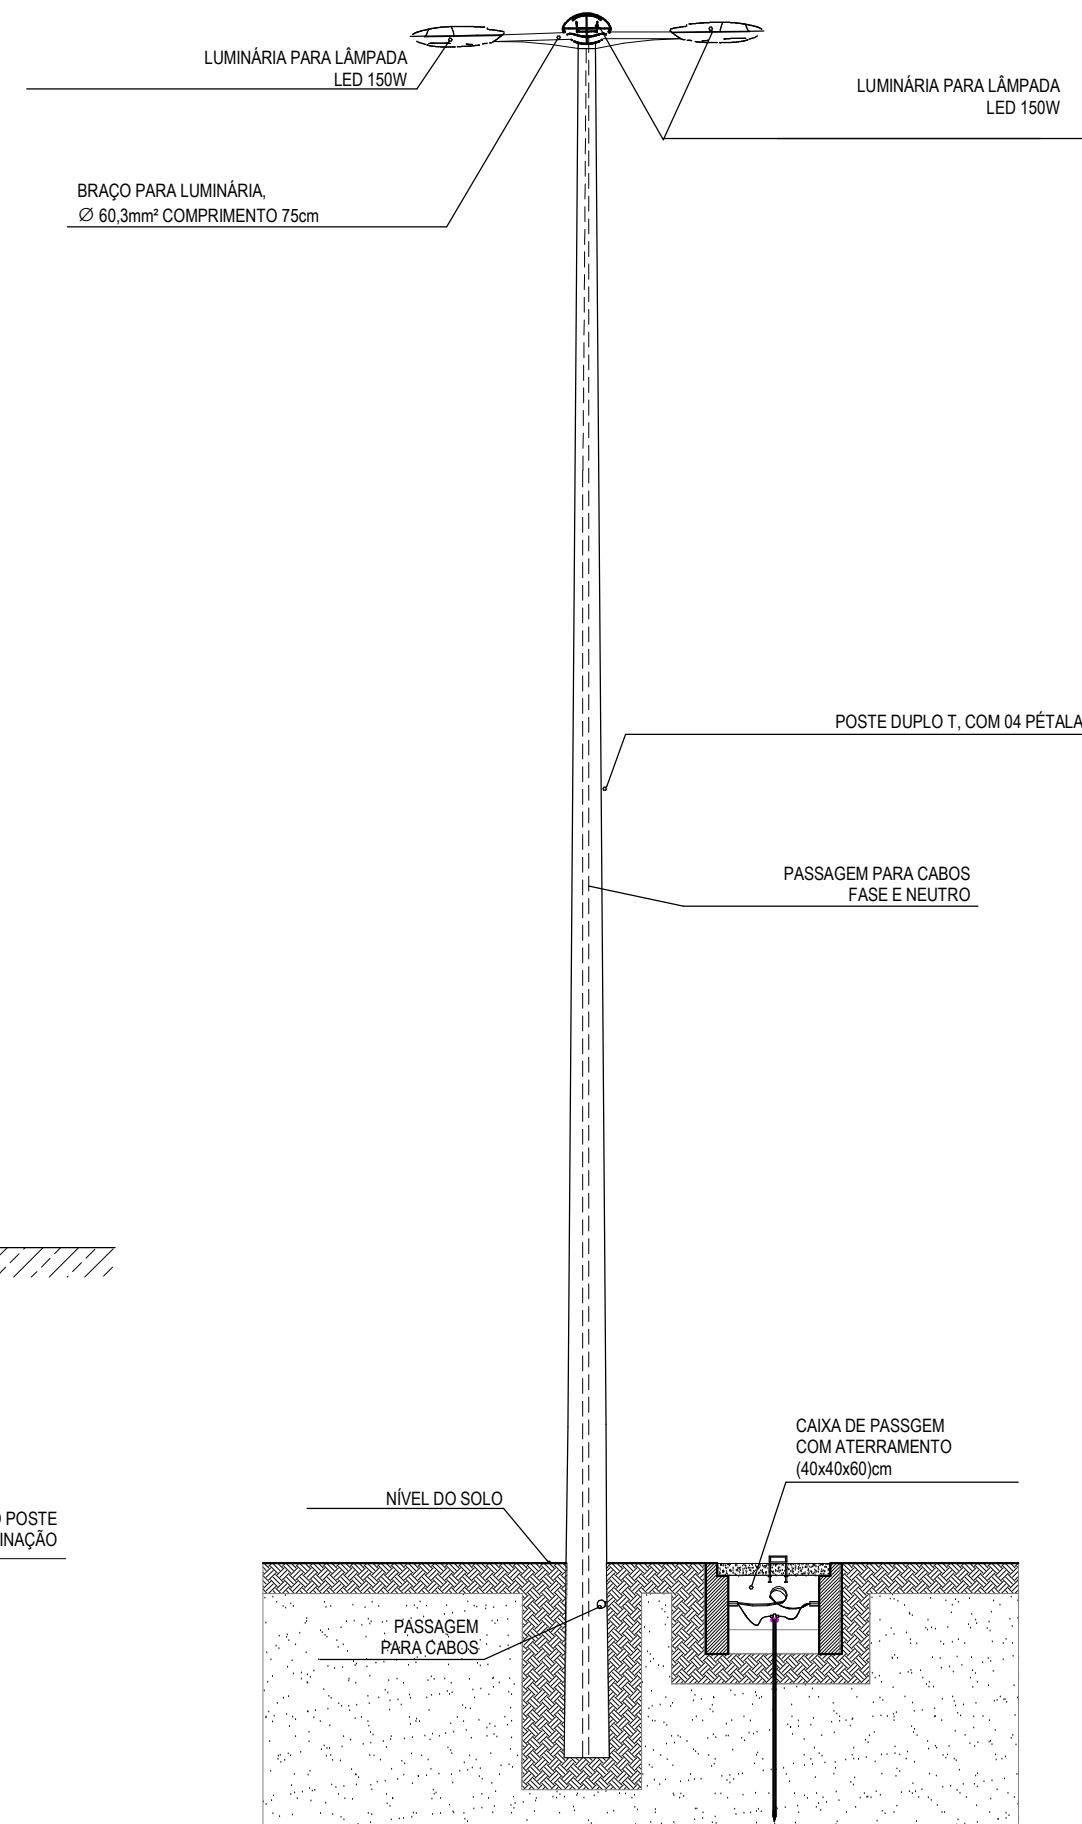 LUMINÁRIA PARA LÂMPADA
LED 150W
LUMINÁRIA PARA LÂMPADA
LED 150W
BRAÇO PARA LUMINÁRIA,
Ø 60,3mm² COMPRIMENTO 75cm
POSTE DUPLO T, COM 04 PÉTALA
PASSAGEM PARA CABOS
FASE E NEUTRO
CAIXA DE PASSGEM
COM ATERRAMENTO
(40x40x60)cm
NÍVEL DO SOLO
POSTE
INAÇÃO
PASSAGEM
PARA CABOS